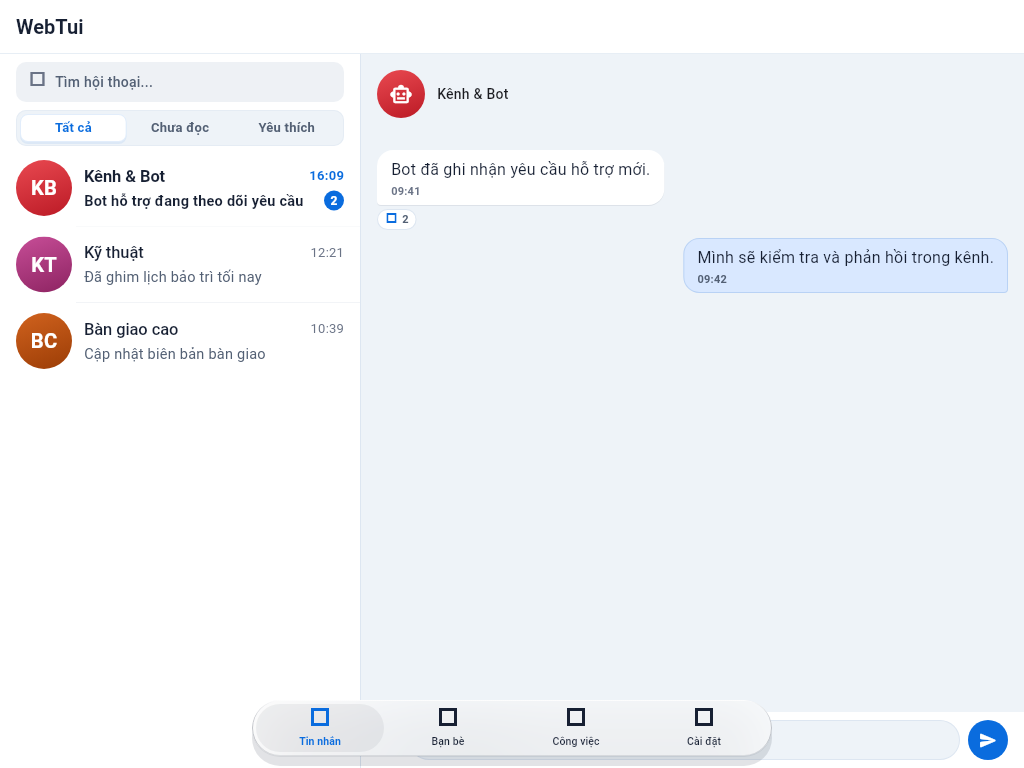 WebTui
Tìm hội thoại...
Tất cả
Chưa đọc
Yêu thích
KB
Kênh & Bot
16:09
Bot hỗ trợ đang theo dõi yêu cầu
2
KT
Kỹ thuật
12:21
Đã ghim lịch bảo trì tối nay
BC
Bàn giao cao
10:39
Cập nhật biên bản bàn giao
Kênh & Bot
Bot đã ghi nhận yêu cầu hỗ trợ mới.
09:41
2
Mình sẽ kiểm tra và phản hồi trong kênh.
09:42
Tin nhắn
Bạn bè
Công việc
Cài đặt